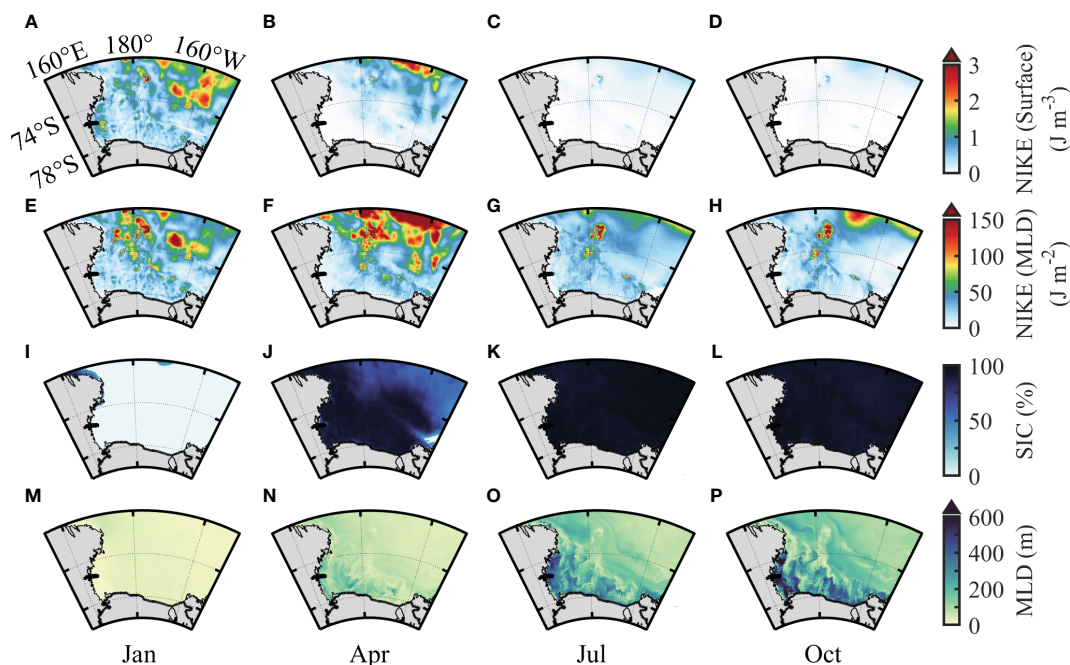 A B C D
160°E 180° 160°W
74°S
78°S
3
2
1
0
NIKE (Surface)
(J m⁻³)
E F G H
150
100
50
0
NIKE (MLD)
(J m⁻²)
I J K L
100
50
0
SIC (%)
M N O P
600
400
200
0
MLD (m)
Jan Apr Jul Oct